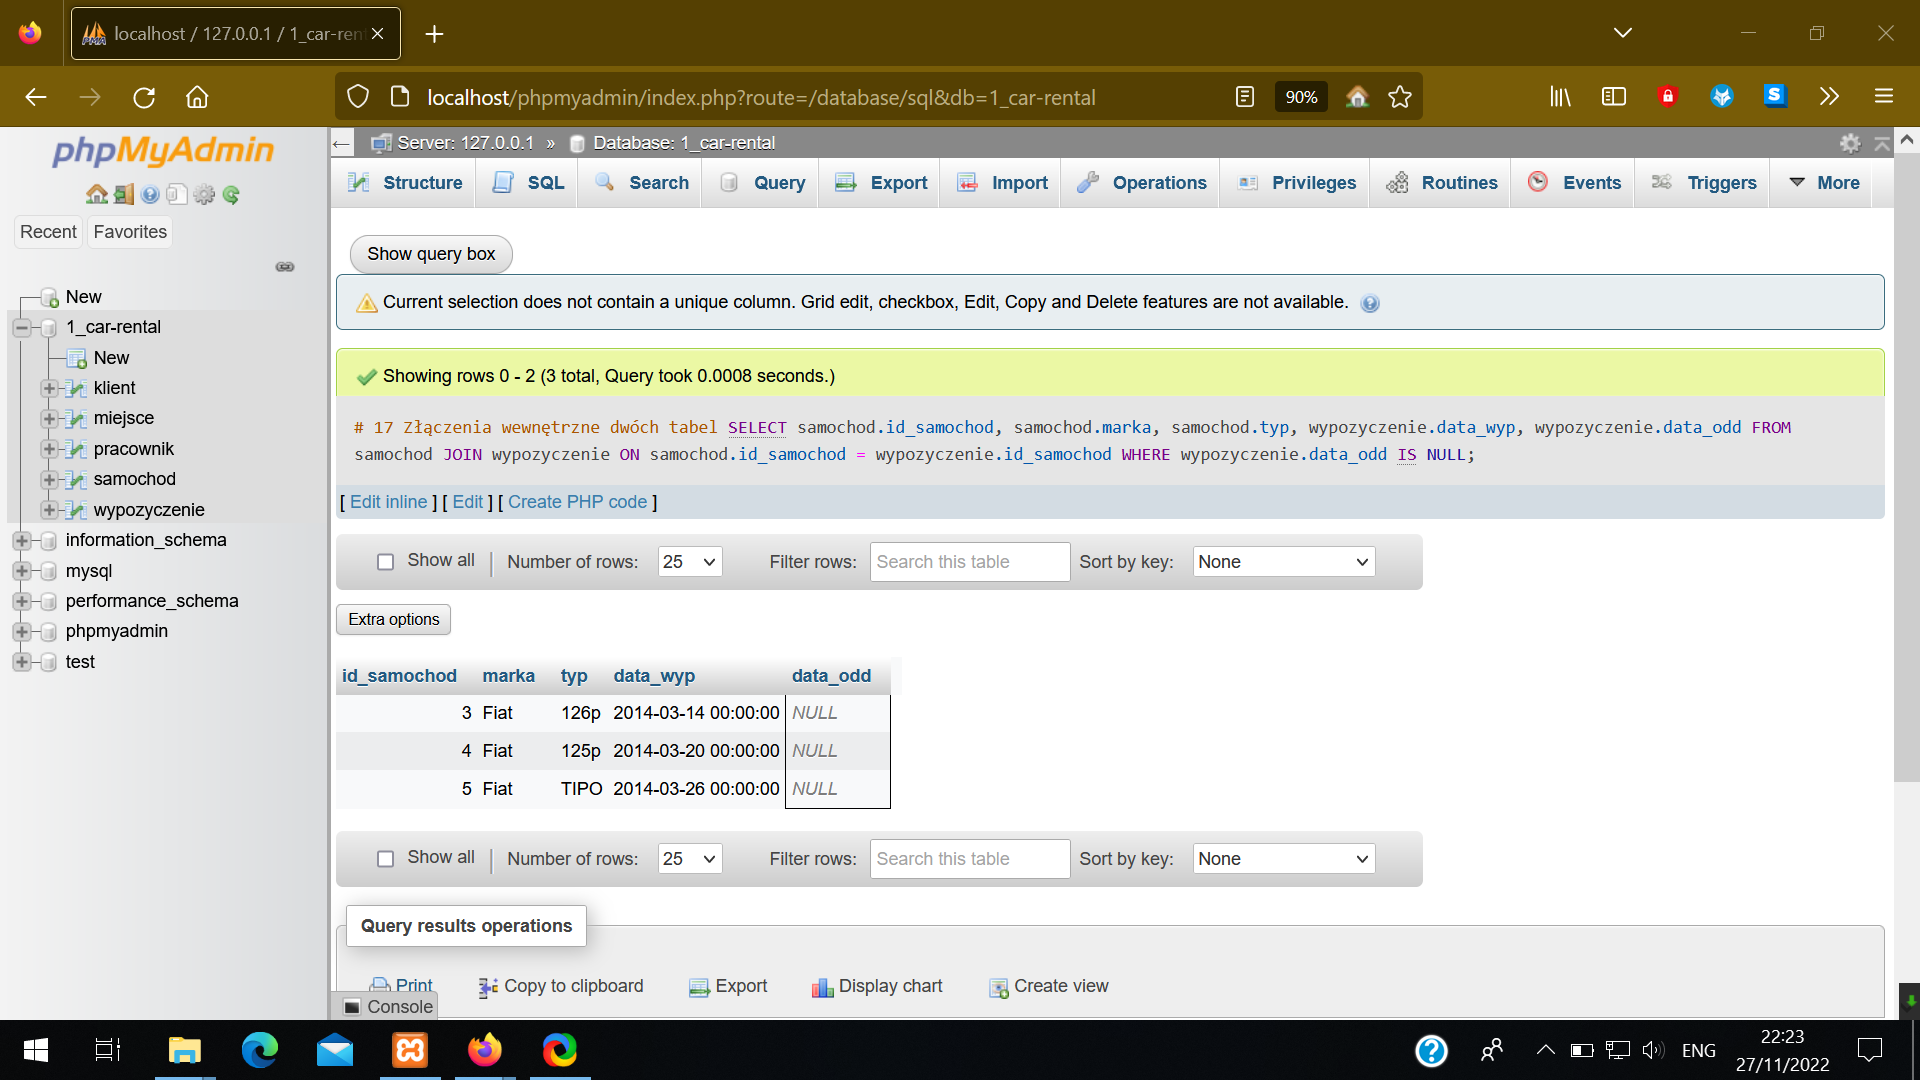 localhost / 127.0.0.1 / 1_car-ren
localhost/phpmyadmin/index.php?route=/database/sql&db=1_car-rental
90%
phpMyAdmin
Recent
Favorites
New
1_car-rental
New
klient
miejsce
pracownik
samochod
wypozyczenie
information_schema
mysql
performance_schema
phpmyadmin
test
Server: 127.0.0.1 » Database: 1_car-rental
Structure SQL Search Query Export Import Operations Privileges Routines Events Triggers More
Show query box
Current selection does not contain a unique column. Grid edit, checkbox, Edit, Copy and Delete features are not available.
Showing rows 0 - 2 (3 total, Query took 0.0008 seconds.)
# 17 Złączenia wewnętrzne dwóch tabel SELECT samochod.id_samochod, samochod.marka, samochod.typ, wypozyczenie.data_wyp, wypozyczenie.data_odd FROM
samochod JOIN wypozyczenie ON samochod.id_samochod = wypozyczenie.id_samochod WHERE wypozyczenie.data_odd IS NULL;
[ Edit inline ] [ Edit ] [ Create PHP code ]
Show all | Number of rows: 25 Filter rows: Search this table Sort by key: None
Extra options
id_samochod marka typ data_wyp data_odd
3 Fiat 126p 2014-03-14 00:00:00 NULL
4 Fiat 125p 2014-03-20 00:00:00 NULL
5 Fiat TIPO 2014-03-26 00:00:00 NULL
Show all | Number of rows: 25 Filter rows: Search this table Sort by key: None
Query results operations
Print Copy to clipboard Export Display chart Create view
Console
ENG
22:23
27/11/2022